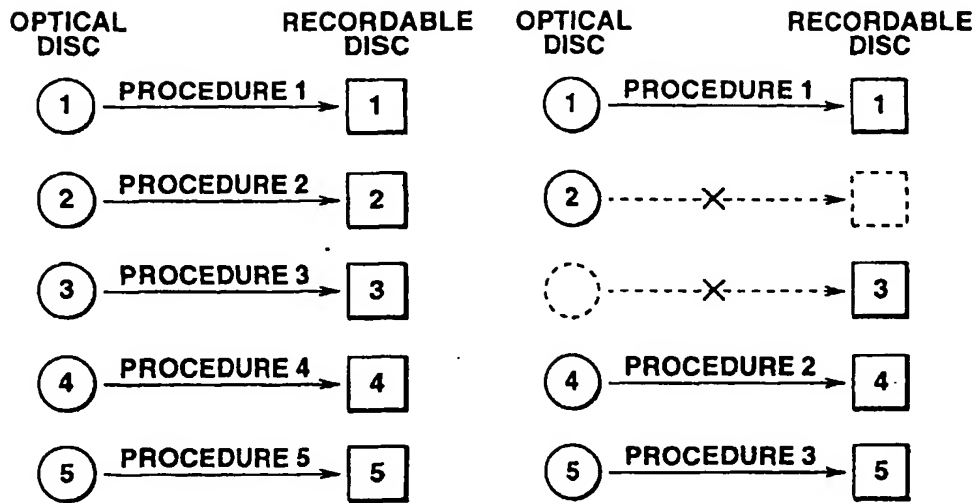 OPTICAL DISC RECORDABLE DISC
1 PROCEDURE 1 1
2 PROCEDURE 2 2
3 PROCEDURE 3 3
4 PROCEDURE 4 4
5 PROCEDURE 5 5
OPTICAL DISC RECORDABLE DISC
1 PROCEDURE 1 1
2
3
4 PROCEDURE 2 4
5 PROCEDURE 3 5